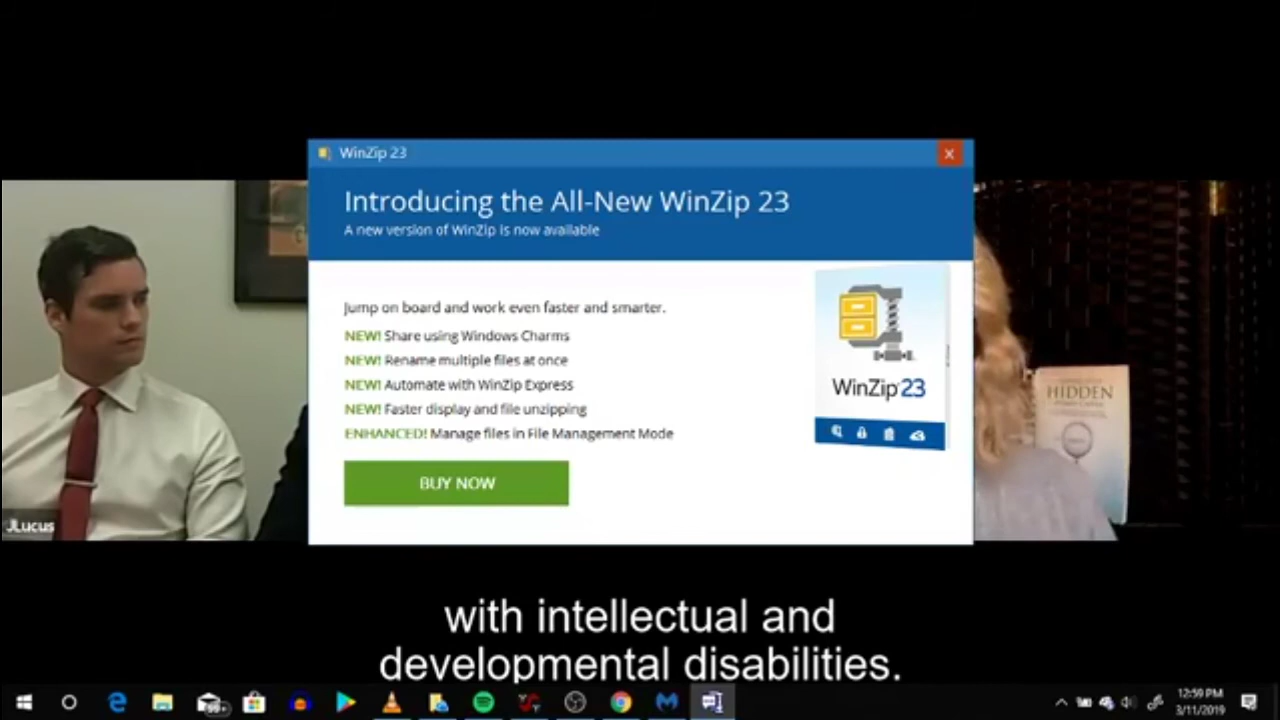 WinZip 23
Introducing the All-New WinZip 23
A new version of WinZip is now available
Jump on board and work even faster and smarter.
NEW! Share using Windows Charms
NEW! Rename multiple files at once
NEW! Automate with WinZip Express
NEW! Faster display and file unzipping
ENHANCED! Manage files in File Management Mode
BUY NOW
WinZip 23
HIDDEN
JLucus
with intellectual and
developmental disabilities.
99+
12:59 PM
3/11/2019